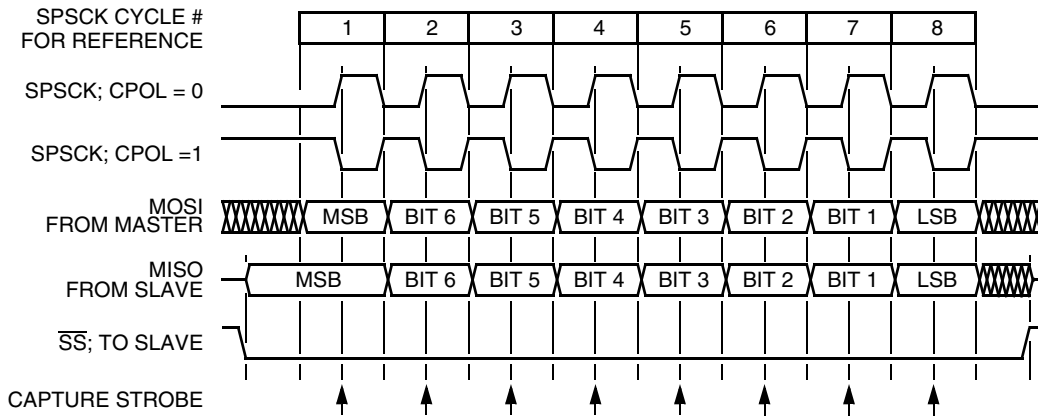 SPSCK CYCLE #
FOR REFERENCE
1 2 3 4 5 6 7 8
SPSCK; CPOL = 0
SPSCK; CPOL =1
MOSI
FROM MASTER
MSB BIT 6 BIT 5 BIT 4 BIT 3 BIT 2 BIT 1 LSB
MISO
FROM SLAVE
MSB BIT 6 BIT 5 BIT 4 BIT 3 BIT 2 BIT 1 LSB
SS; TO SLAVE
CAPTURE STROBE